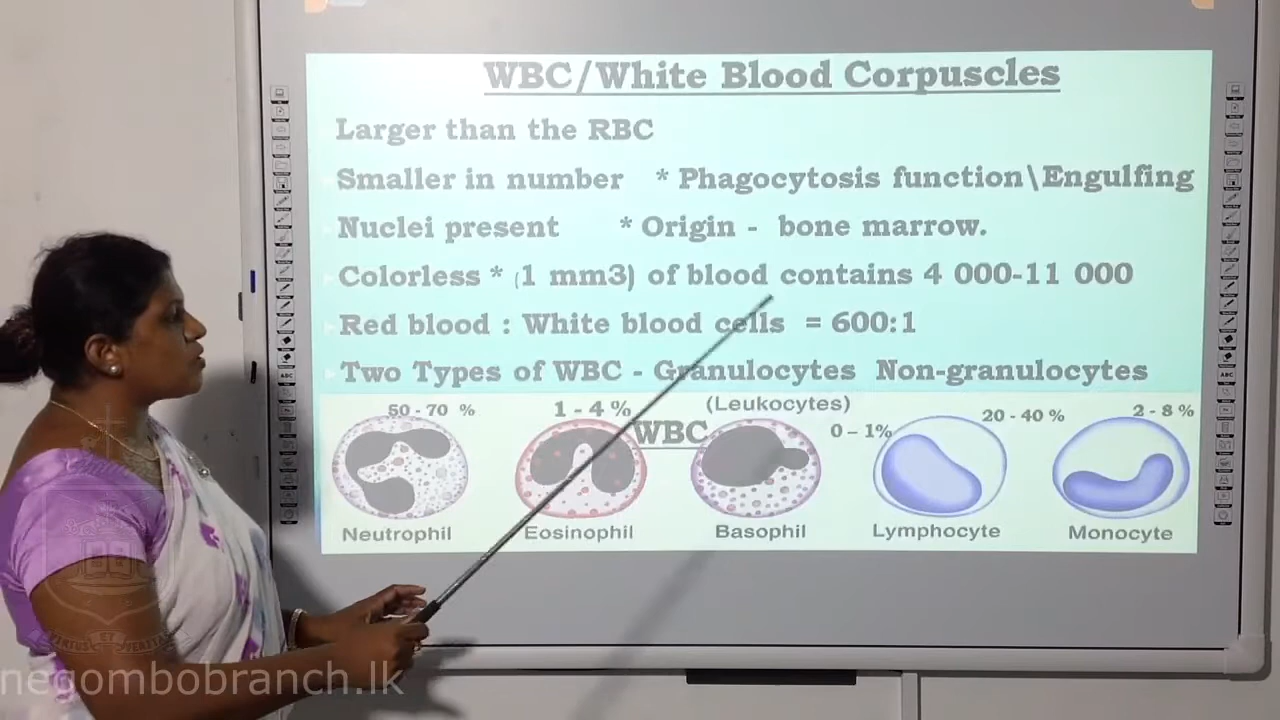 WBC/White Blood Corpuscles
Larger than the RBC
Smaller in number * Phagocytosis function\Engulfing
Nuclei present * Origin - bone marrow.
Colorless * (1 mm3) of blood contains 4 000-11 000
Red blood : White blood cells = 600:1
Two Types of WBC - Granulocytes Non-granulocytes
(Leukocytes)
50-70 % 1 - 4 % WBC 0 – 1% 20 - 40 % 2 - 8 %
Neutrophil Eosinophil Basophil Lymphocyte Monocyte
negombobranch.lk